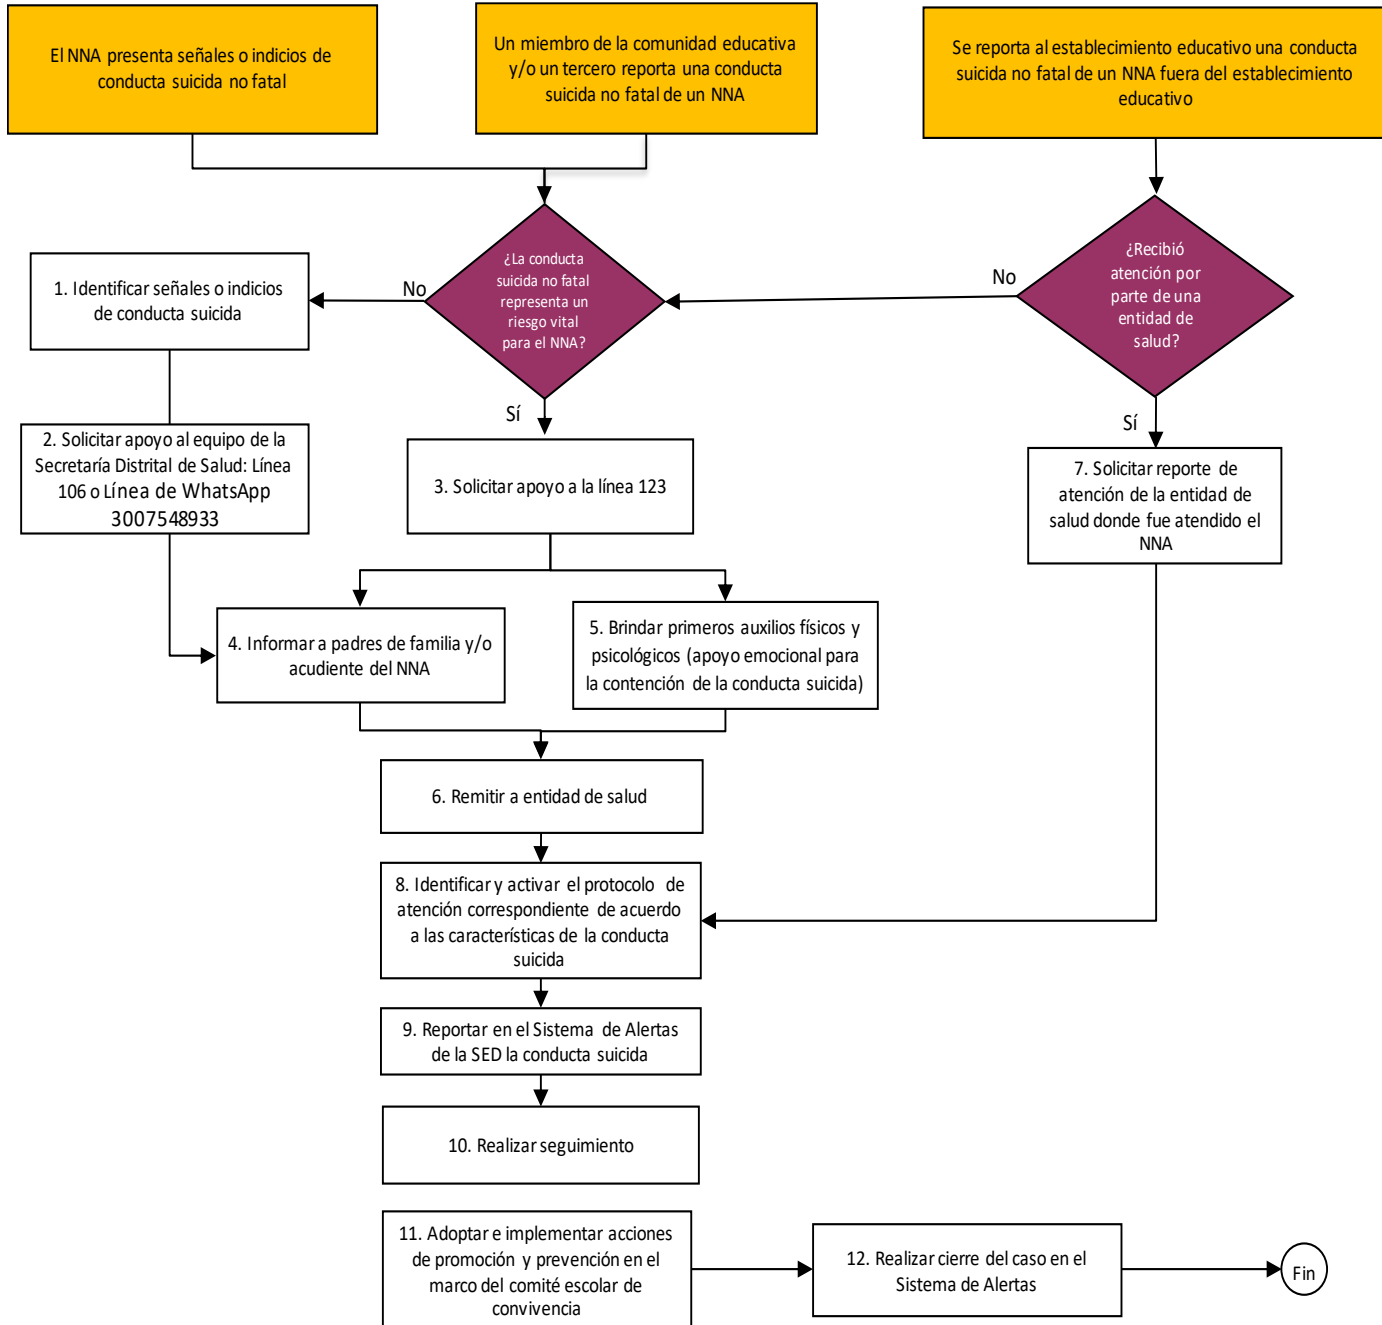 El NNA presenta señales o indicios de
conducta suicida no fatal
Un miembro de la comunidad educativa
y/o un tercero reporta una conducta
suicida no fatal de un NNA
Se reporta al establecimiento educativo una conducta
suicida no fatal de un NNA fuera del establecimiento
educativo
¿La conducta
suicida no fatal
representa un
riesgo vital
para el NNA?
¿Recibió
atención por
parte de una
entidad de
salud?
No
No
1. Identificar señales o indicios
de conducta suicida
Sí
Sí
2. Solicitar apoyo al equipo de la
Secretaría Distrital de Salud: Línea
106 o Línea de WhatsApp
3007548933
3. Solicitar apoyo a la línea 123
7. Solicitar reporte de
atención de la entidad de
salud donde fue atendido el
NNA
4. Informar a padres de familia y/o
acudiente del NNA
5. Brindar primeros auxilios físicos y
psicológicos (apoyo emocional para
la contención de la conducta suicida)
6. Remitir a entidad de salud
8. Identificar y activar el protocolo de
atención correspondiente de acuerdo
a las características de la conducta
suicida
9. Reportar en el Sistema de Alertas
de la SED la conducta suicida
10. Realizar seguimiento
11. Adoptar e implementar acciones
de promoción y prevención en el
marco del comité escolar de
convivencia
12. Realizar cierre del caso en el
Sistema de Alertas
Fin